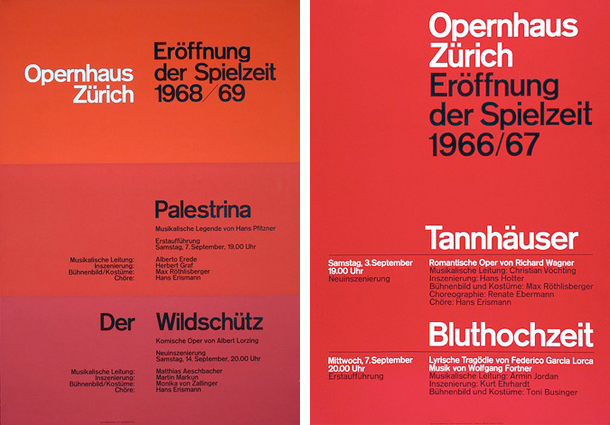 Opernhaus
Zürich
Eröffnung
der Spielzeit
1968/69
Palestrina
Musikalische Legende von Hans Pfitzner
Erstaufführung
Samstag, 7. September, 19.00 Uhr
Musikalische Leitung: Alberto Erede
Inszenierung: Herbert Graf
Bühnenbild/Kostüme: Max Röthlisberger
Chöre: Hans Erismann
Der Wildschütz
Komische Oper von Albert Lorzing
Neuinszenierung
Samstag, 14. September, 20.00 Uhr
Musikalische Leitung: Matthias Aeschbacher
Inszenierung: Martin Markun
Bühnenbild/Kostüme: Monika von Zallinger
Chöre: Hans Erismann
Opernhaus
Zürich
Eröffnung
der Spielzeit
1966/67
Tannhäuser
Samstag, 3. September
19.00 Uhr
Neuinszenierung
Romantische Oper von Richard Wagner
Musikalische Leitung: Christian Vöchting
Inszenierung: Hans Hotter
Bühnenbild und Kostüme: Max Röthlisberger
Choreographie: Renate Ebermann
Chöre: Hans Erismann
Bluthochzeit
Mittwoch, 7. September
20.00 Uhr
Erstaufführung
Lyrische Tragödie von Federico Garcia Lorca
Musik von Wolfgang Fortner
Musikalische Leitung: Armin Jordan
Inszenierung: Kurt Ehrhardt
Bühnenbild und Kostüme: Toni Businger